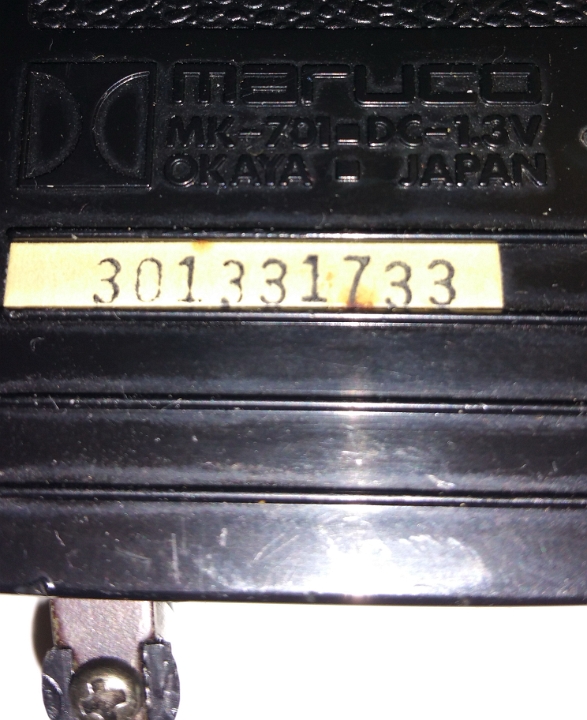 maruco
MK-701▪DC-1.3V
OKAYA ▪ JAPAN
301331733